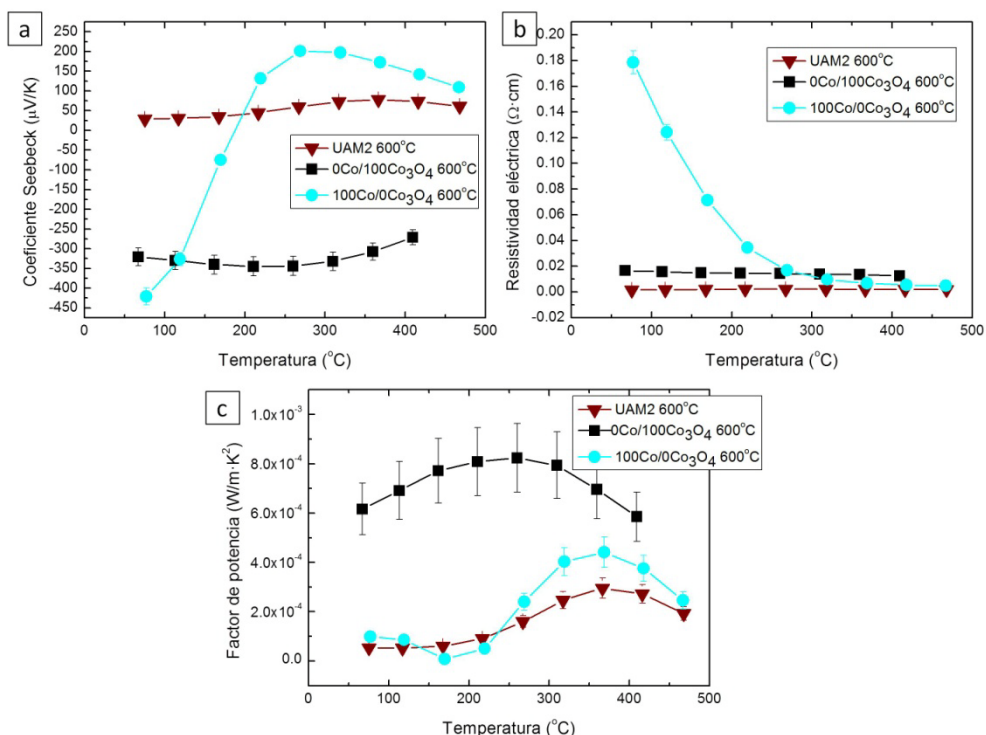 a
Coeficiente Seebeck (μV/K)
250
200
150
100
50
0
-50
-100
-150
-200
-250
-300
-350
-400
-450
0 100 200 300 400 500
Temperatura (°C)
UAM2 600°C
0Co/100Co₃O₄ 600°C
100Co/0Co₃O₄ 600°C
b
Resistividad eléctrica (Ω·cm)
0.20
0.18
0.16
0.14
0.12
0.10
0.08
0.06
0.04
0.02
0.00
-0.02
0 100 200 300 400 500
Temperatura (°C)
UAM2 600°C
0Co/100Co₃O₄ 600°C
100Co/0Co₃O₄ 600°C
c
Factor de potencia (W/m·K²)
1.0x10⁻³
8.0x10⁻⁴
6.0x10⁻⁴
4.0x10⁻⁴
2.0x10⁻⁴
0.0
0 100 200 300 400 500
Temperatura (°C)
UAM2 600°C
0Co/100Co₃O₄ 600°C
100Co/0Co₃O₄ 600°C